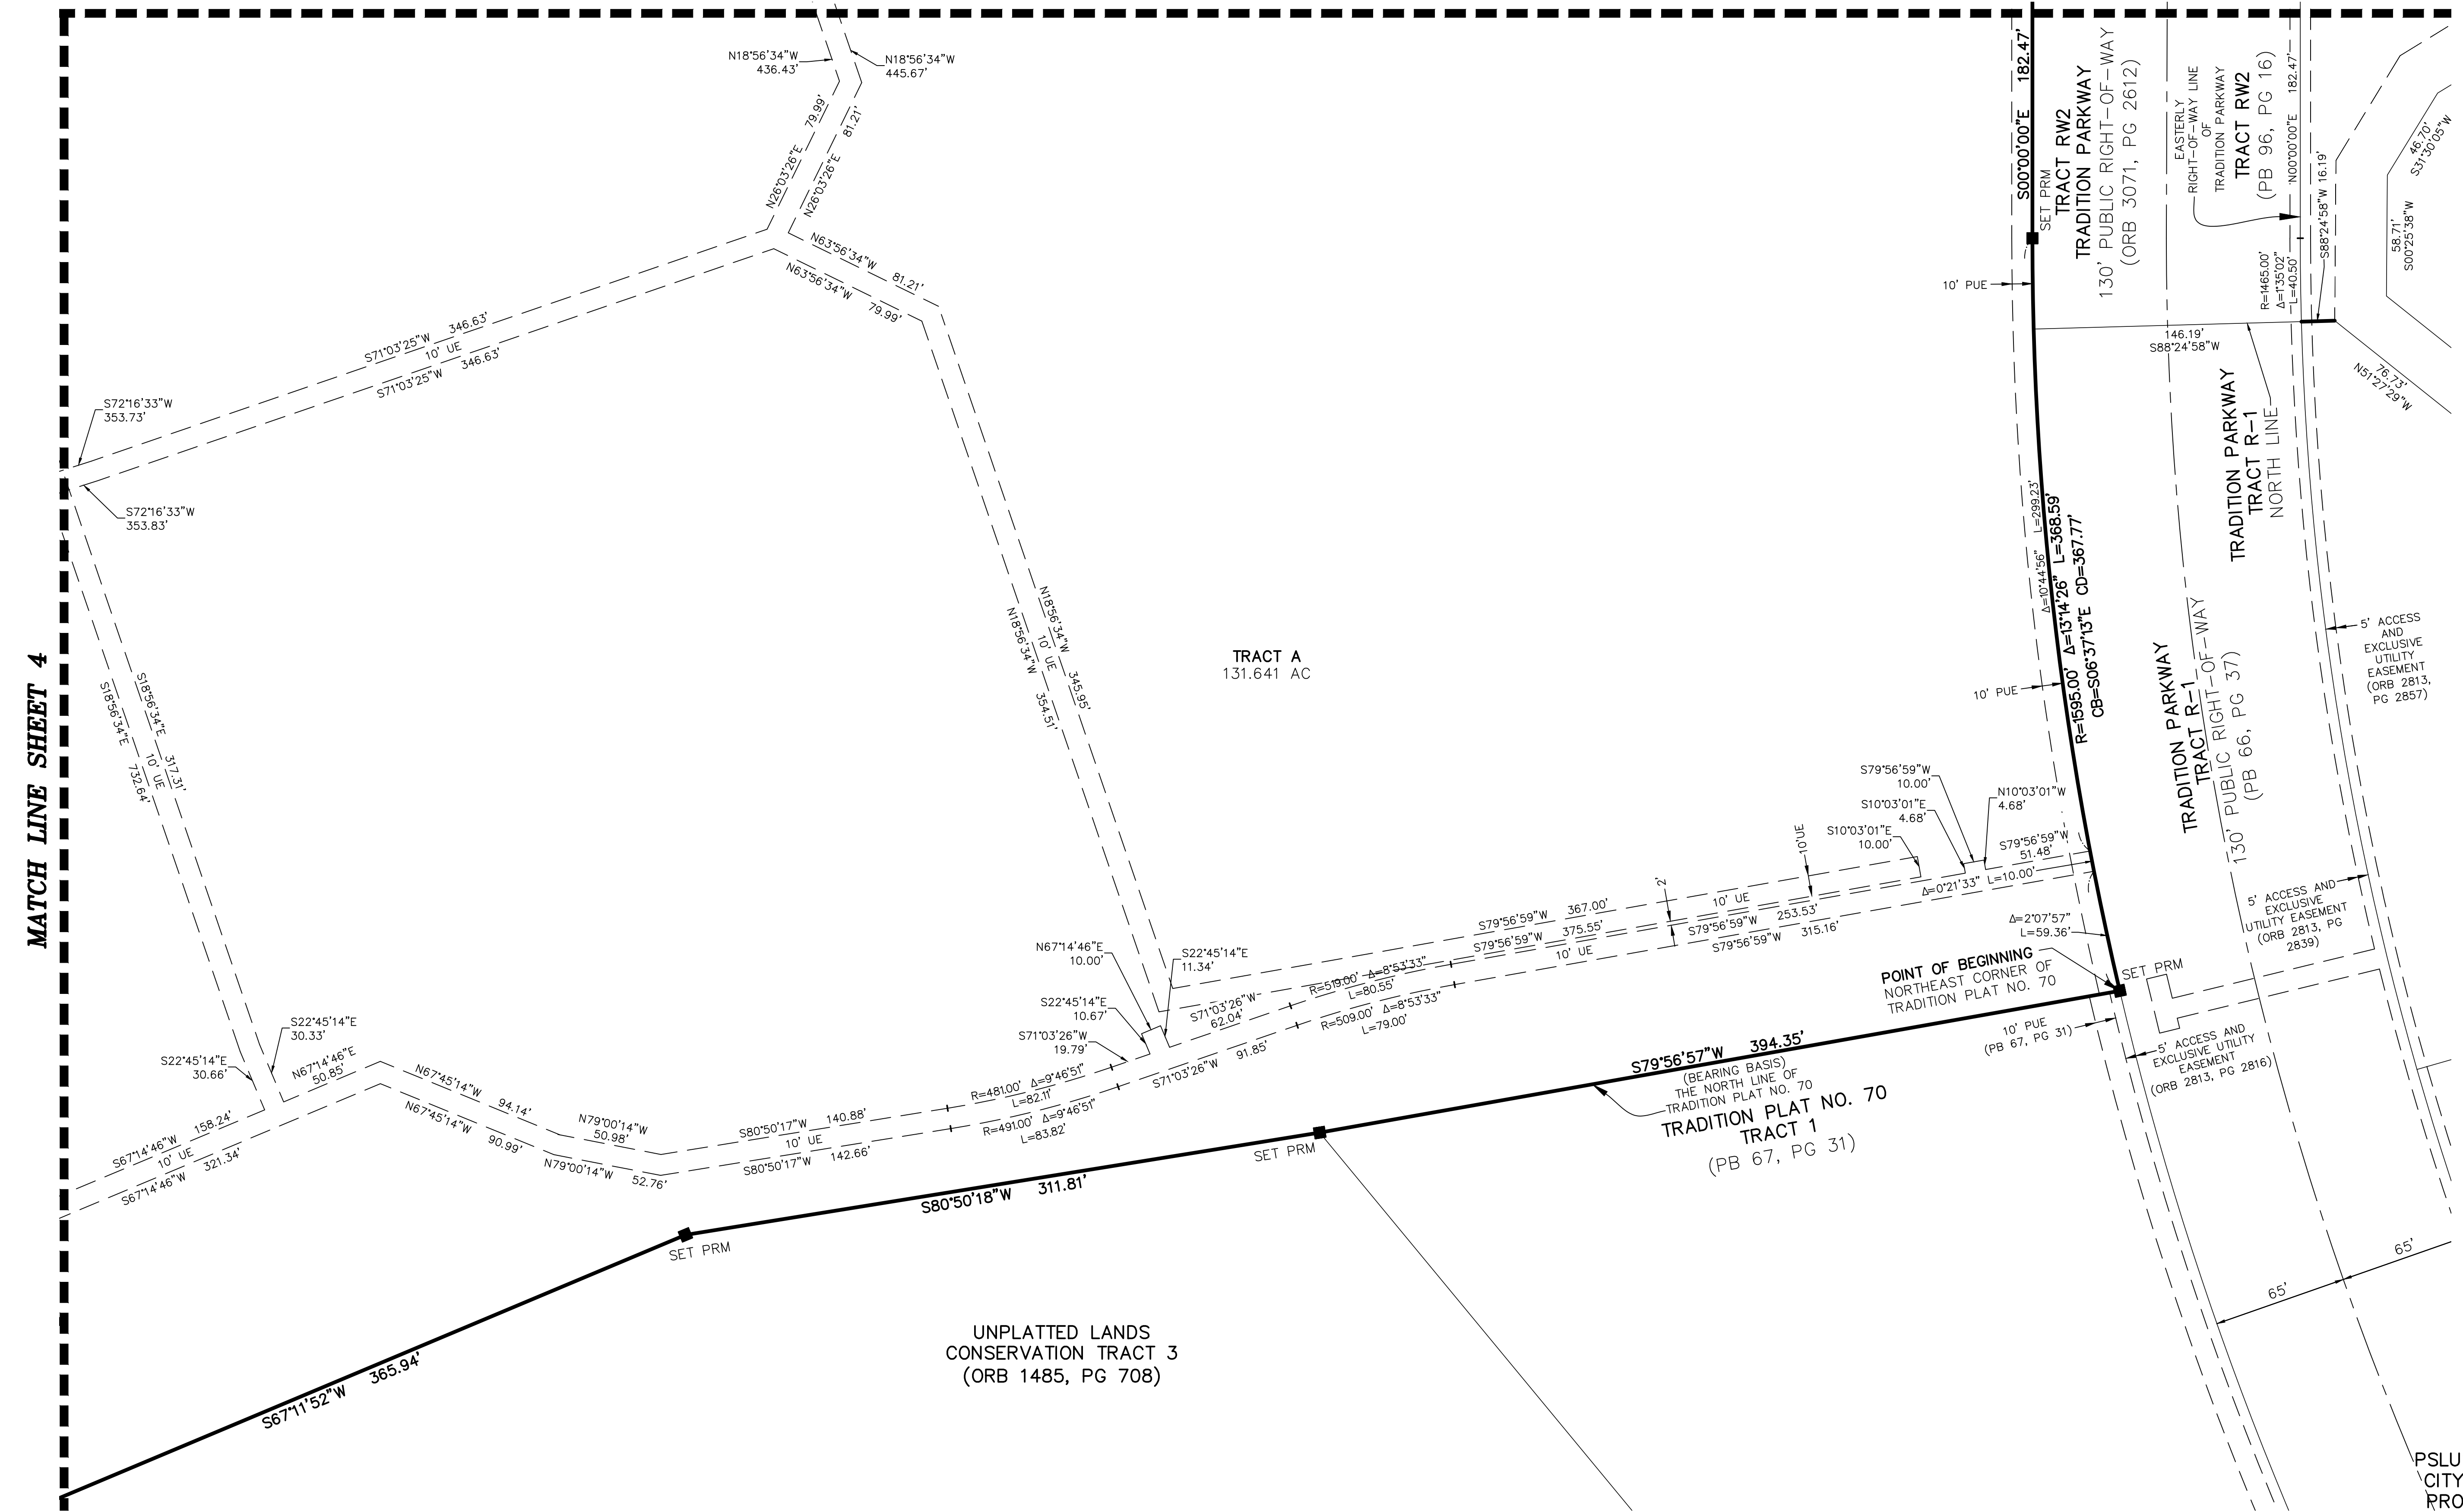 MATCH LINE SHEET 4
N18°56'34"W
436.43'
N18°56'34"W
445.67'
N26°03'26"E 79.99'
N26°03'26"E 81.21'
N63°56'34"W 81.21'
N63°56'34"W 79.99'
S71°03'25"W 346.63'
10' UE
S71°03'25"W 346.63'
S72°16'33"W
353.73'
S72°16'33"W
353.83'
S18°56'34"E 317.31'
10' UE
S18°56'34"E 732.64'
N18°56'34"W 345.95'
10' UE
N18°56'34"W 354.51'
TRACT A
131.641 AC
S00°00'00"E 182.47'
SET PRM
TRACT RW2
TRADITION PARKWAY
130' PUBLIC RIGHT-OF-WAY
(ORB 3071, PG 2612)
EASTERLY
RIGHT-OF-WAY LINE
OF
TRADITION PARKWAY
TRACT RW2
(PB 96, PG 16)
N00°00'00"E 182.47'
S88°24'58"W 16.19'
R=1465.00'
Δ=1°35'02"
L=40.50'
46.70'
S31°30'05"W
58.71'
S00°25'38"W
76.73'
N51°27'29"W
10' PUE
146.19'
S88°24'58"W
TRADITION PARKWAY
TRACT R-1
NORTH LINE
Δ=10°44'56" L=299.23'
R=1595.00' Δ=13°14'26" L=368.59'
CB=S06°37'13"E CD=367.77'
10' PUE
TRADITION PARKWAY
TRACT R-1
130' PUBLIC RIGHT-OF-WAY
(PB 66, PG 37)
5' ACCESS
AND
EXCLUSIVE
UTILITY
EASEMENT
(ORB 2813,
PG 2857)
S79°56'59"W
10.00'
S10°03'01"E
4.68'
N10°03'01"W
4.68'
S10°03'01"E
10.00'
10'UE
2'
S79°56'59"W
51.48'
Δ=0°21'33" L=10.00'
S79°56'59"W 367.00'
10' UE
S79°56'59"W 375.55'
S79°56'59"W 253.53'
10' UE
S79°56'59"W 315.16'
Δ=2°07'57"
L=59.36'
5' ACCESS AND
EXCLUSIVE
UTILITY EASEMENT
(ORB 2813, PG
2839)
POINT OF BEGINNING
NORTHEAST CORNER OF
TRADITION PLAT NO. 70
SET PRM
10' PUE
(PB 67, PG 31)
5' ACCESS AND
EXCLUSIVE UTILITY
EASEMENT
(ORB 2813, PG 2816)
N67°14'46"E
10.00'
S22°45'14"E
11.34'
S22°45'14"E
10.67'
S71°03'26"W
19.79'
S71°03'26"W
62.04'
R=519.00' Δ=8°53'33"
L=80.55'
R=509.00' Δ=8°53'33"
L=79.00'
S71°03'26"W 91.85'
R=481.00' Δ=9°46'51"
L=82.11'
R=491.00' Δ=9°46'51"
L=83.82'
S22°45'14"E
30.33'
S22°45'14"E
30.66'
N67°14'46"E
50.85'
N67°45'14"W 94.14'
N67°45'14"W 90.99'
N79°00'14"W
50.98'
N79°00'14"W 52.76'
S80°50'17"W 140.88'
10' UE
S80°50'17"W 142.66'
S67°14'46"W 158.24'
10' UE
S67°14'46"W 321.34'
S79°56'57"W 394.35'
(BEARING BASIS)
THE NORTH LINE OF
TRADITION PLAT NO. 70
TRADITION PLAT NO. 70
TRACT 1
(PB 67, PG 31)
SET PRM
S80°50'18"W 311.81'
SET PRM
S67°11'52"W 365.94'
UNPLATTED LANDS
CONSERVATION TRACT 3
(ORB 1485, PG 708)
65'
65'
PSLU
CITY
PRO